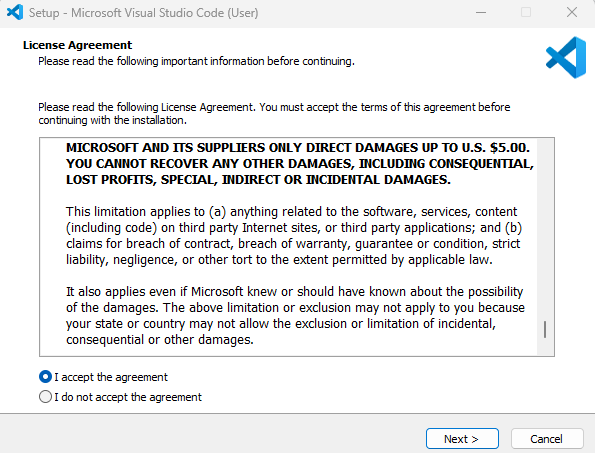 Setup - Microsoft Visual Studio Code (User)
License Agreement
Please read the following important information before continuing.
Please read the following License Agreement. You must accept the terms of this agreement before
continuing with the installation.
MICROSOFT AND ITS SUPPLIERS ONLY DIRECT DAMAGES UP TO U.S. $5.00.
YOU CANNOT RECOVER ANY OTHER DAMAGES, INCLUDING CONSEQUENTIAL,
LOST PROFITS, SPECIAL, INDIRECT OR INCIDENTAL DAMAGES.
This limitation applies to (a) anything related to the software, services, content
(including code) on third party Internet sites, or third party applications; and (b)
claims for breach of contract, breach of warranty, guarantee or condition, strict
liability, negligence, or other tort to the extent permitted by applicable law.
It also applies even if Microsoft knew or should have known about the possibility
of the damages. The above limitation or exclusion may not apply to you because
your state or country may not allow the exclusion or limitation of incidental,
consequential or other damages.
I accept the agreement
I do not accept the agreement
Next >
Cancel